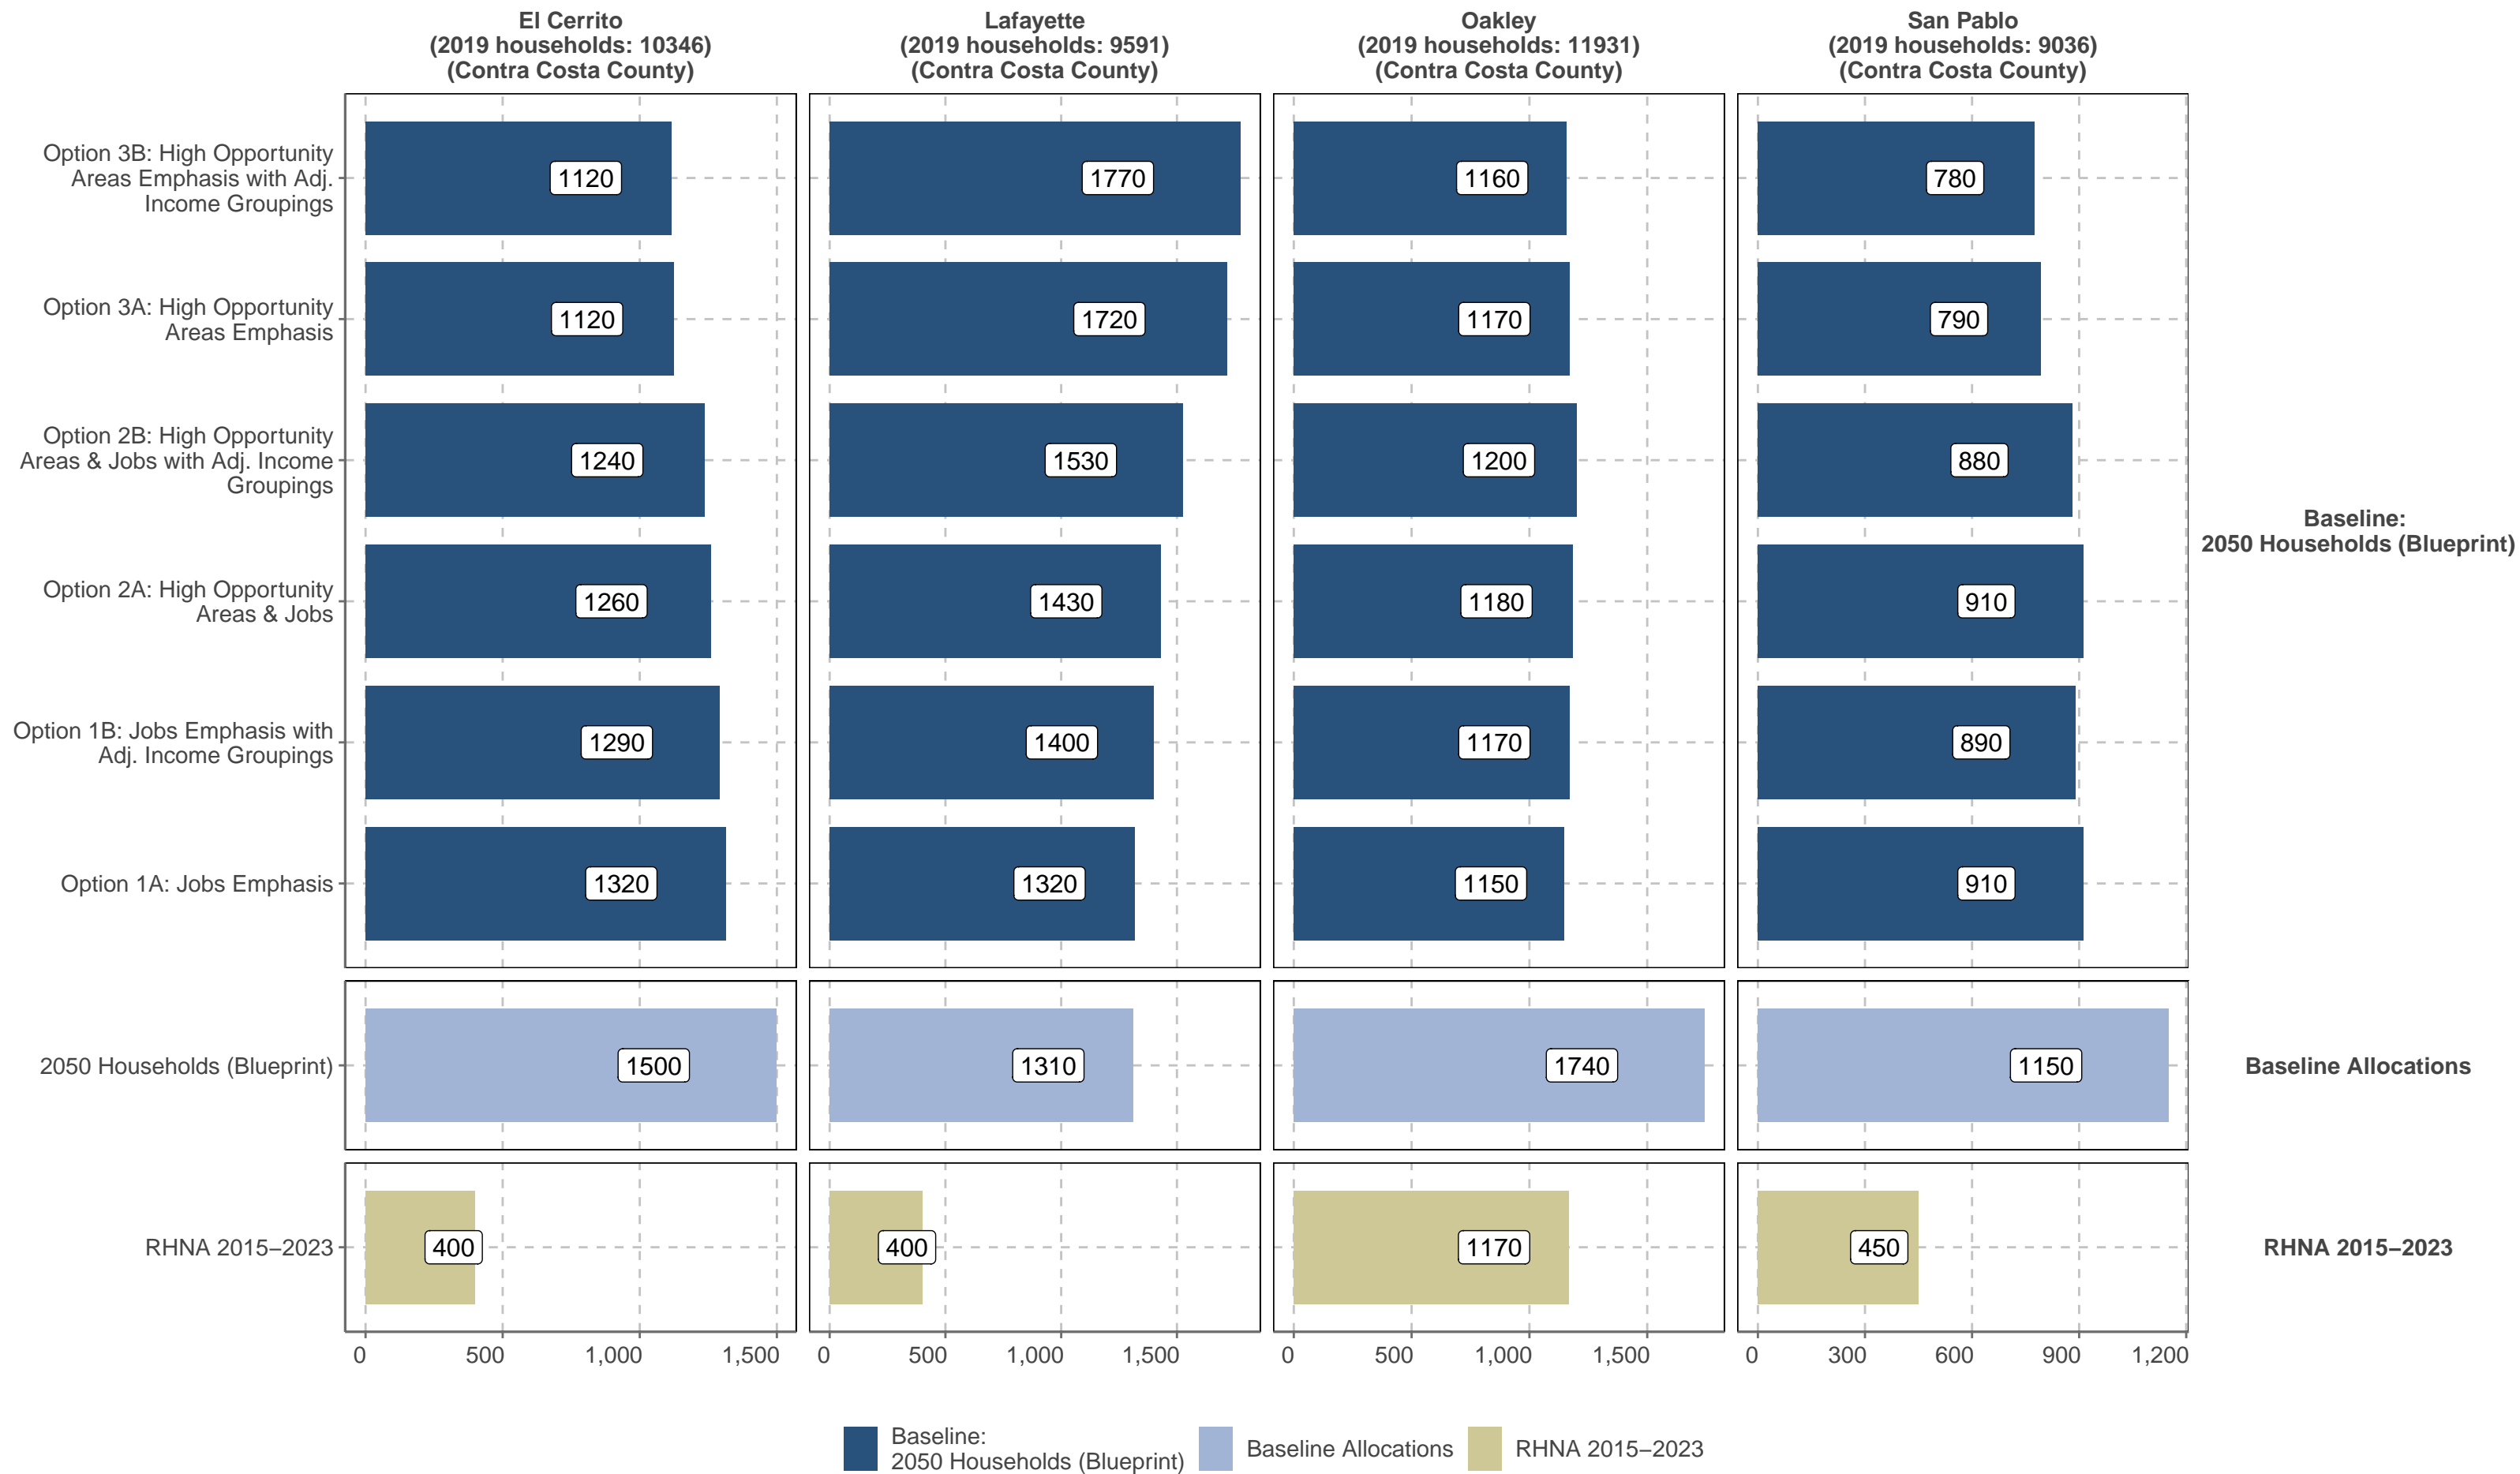 El Cerrito
(2019 households: 10346)
(Contra Costa County)
Lafayette
(2019 households: 9591)
(Contra Costa County)
Oakley
(2019 households: 11931)
(Contra Costa County)
San Pablo
(2019 households: 9036)
(Contra Costa County)
Option 3B: High Opportunity
Areas Emphasis with Adj.
Income Groupings
1120
1770
1160
780
Option 3A: High Opportunity
Areas Emphasis
1120
1720
1170
790
Option 2B: High Opportunity
Areas & Jobs with Adj. Income
Groupings
1240
1530
1200
880
Baseline:
2050 Households (Blueprint)
Option 2A: High Opportunity
Areas & Jobs
1260
1430
1180
910
Option 1B: Jobs Emphasis with
Adj. Income Groupings
1290
1400
1170
890
Option 1A: Jobs Emphasis
1320
1320
1150
910
2050 Households (Blueprint)
1500
1310
1740
1150
Baseline Allocations
RHNA 2015−2023
400
400
1170
450
RHNA 2015−2023
0 500 1,000 1,500
0 500 1,000 1,500
0 500 1,000 1,500
0 300 600 900 1,200
Baseline:
2050 Households (Blueprint)
Baseline Allocations
RHNA 2015−2023